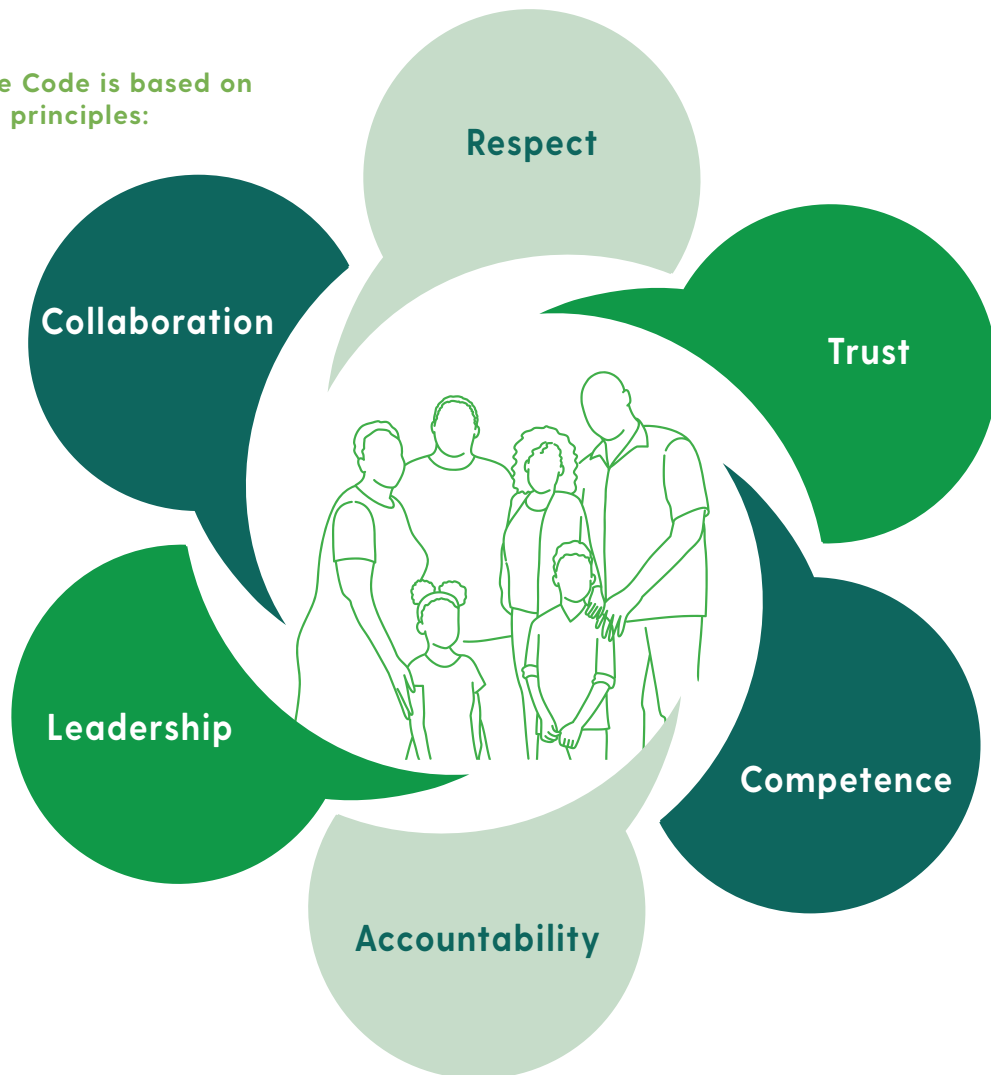 e Code is based on
principles:
Respect
Trust
Competence
Accountability
Leadership
Collaboration